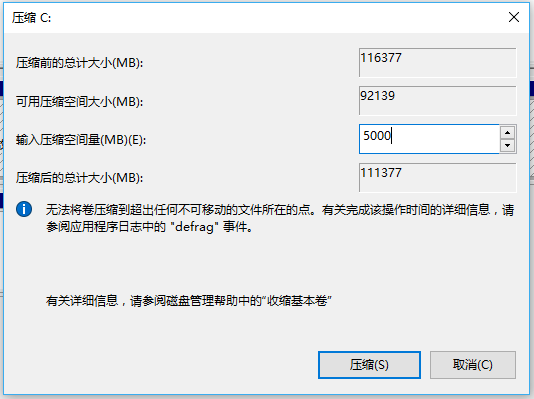 压缩 C:
压缩前的总计大小(MB):
116377
可用压缩空间大小(MB):
92139
输入压缩空间量(MB)(E):
5000
压缩后的总计大小(MB):
111377
无法将卷压缩到超出任何不可移动的文件所在的点。有关完成该操作时间的详细信息，请
参阅应用程序日志中的 "defrag" 事件。
有关详细信息，请参阅磁盘管理帮助中的“收缩基本卷”
压缩(S)
取消(C)